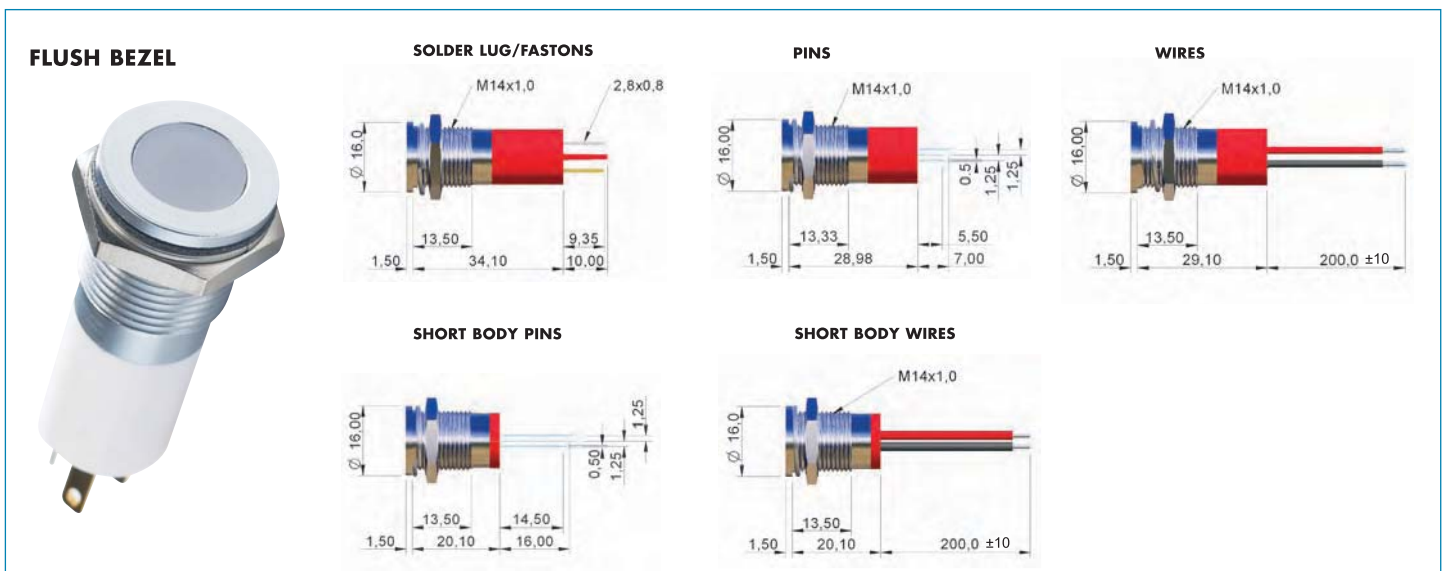 FLUSH BEZEL
SOLDER LUG/FASTONS
M14x1,0
2,8x0,8
Ø 16,0
13,50
9,35
1,50
34,10
10,00
PINS
M14x1,0
Ø 16,00
0,5
1,25
1,25
13,33
5,50
1,50
28,98
7,00
WIRES
M14x1,0
Ø 16,00
13,50
1,50
29,10
200,0 ±10
SHORT BODY PINS
Ø 16,00
0,50
1,25
1,25
13,50
14,50
1,50
20,10
16,00
SHORT BODY WIRES
M14x1,0
Ø 16,0
13,50
1,50
20,10
200,0 ±10